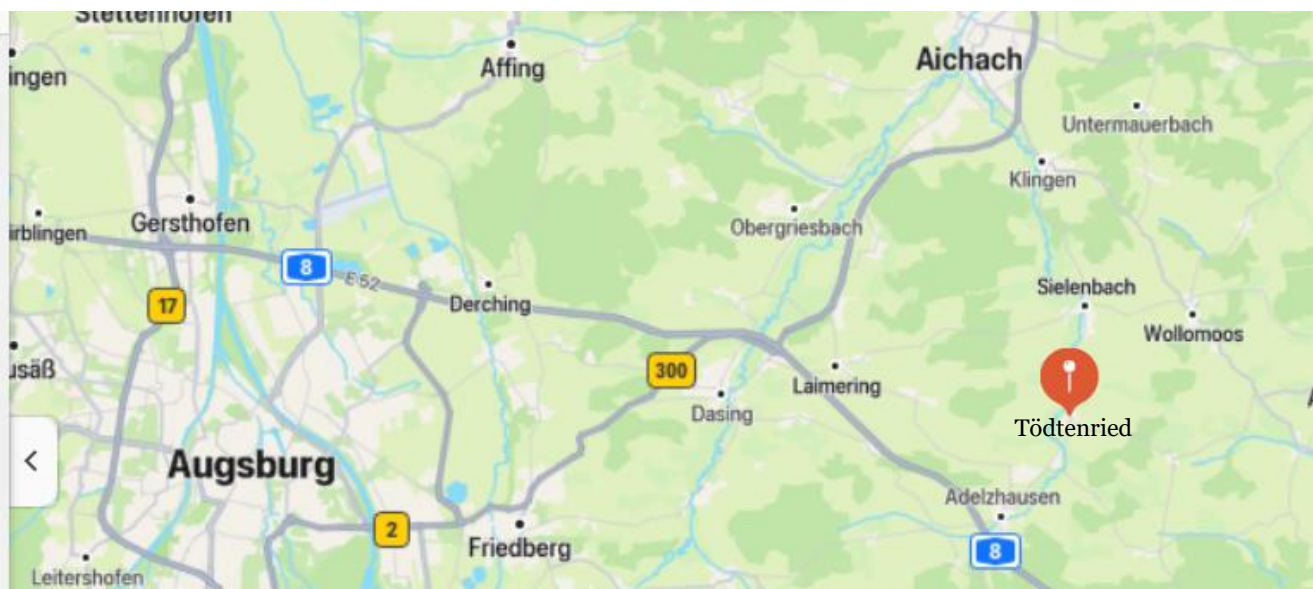 Stettenhofen
Affing
Aichach
ingen
Untermauerbach
Klingen
Gersthofen
Obergriesbach
irblingen
8
E 52
17
Derching
Sielenbach
Wollomoos
usäß
300
Laimering
Dasing
Tödtenried
Augsburg
Adelzhausen
2
Friedberg
8
Leitershofen